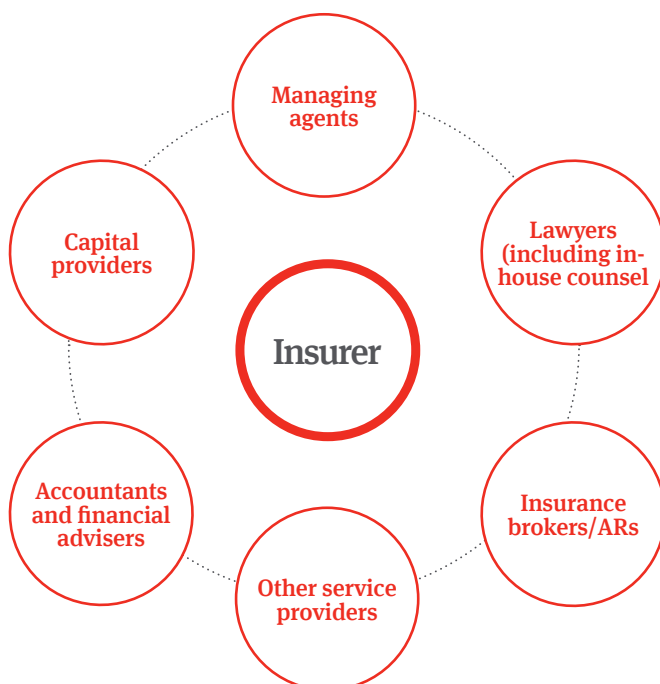 Managing
agents
Capital
providers
Lawyers
(including in-
house counsel
Insurer
Accountants
and financial
advisers
Insurance
brokers/ARs
Other service
providers